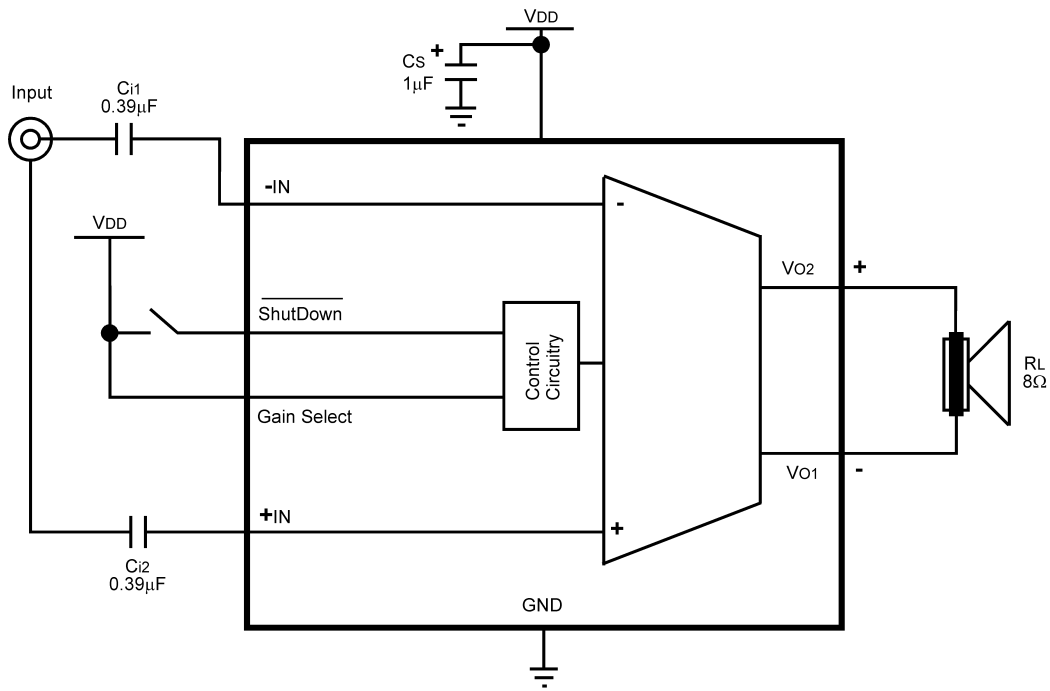 VDD
Cs +
1µF
Input
Ci1
0.39µF
-IN
-
VDD
VO2 +
ShutDown
Control
Circuitry
RL
8Ω
Gain Select
VO1 -
+IN
+
Ci2
0.39µF
GND